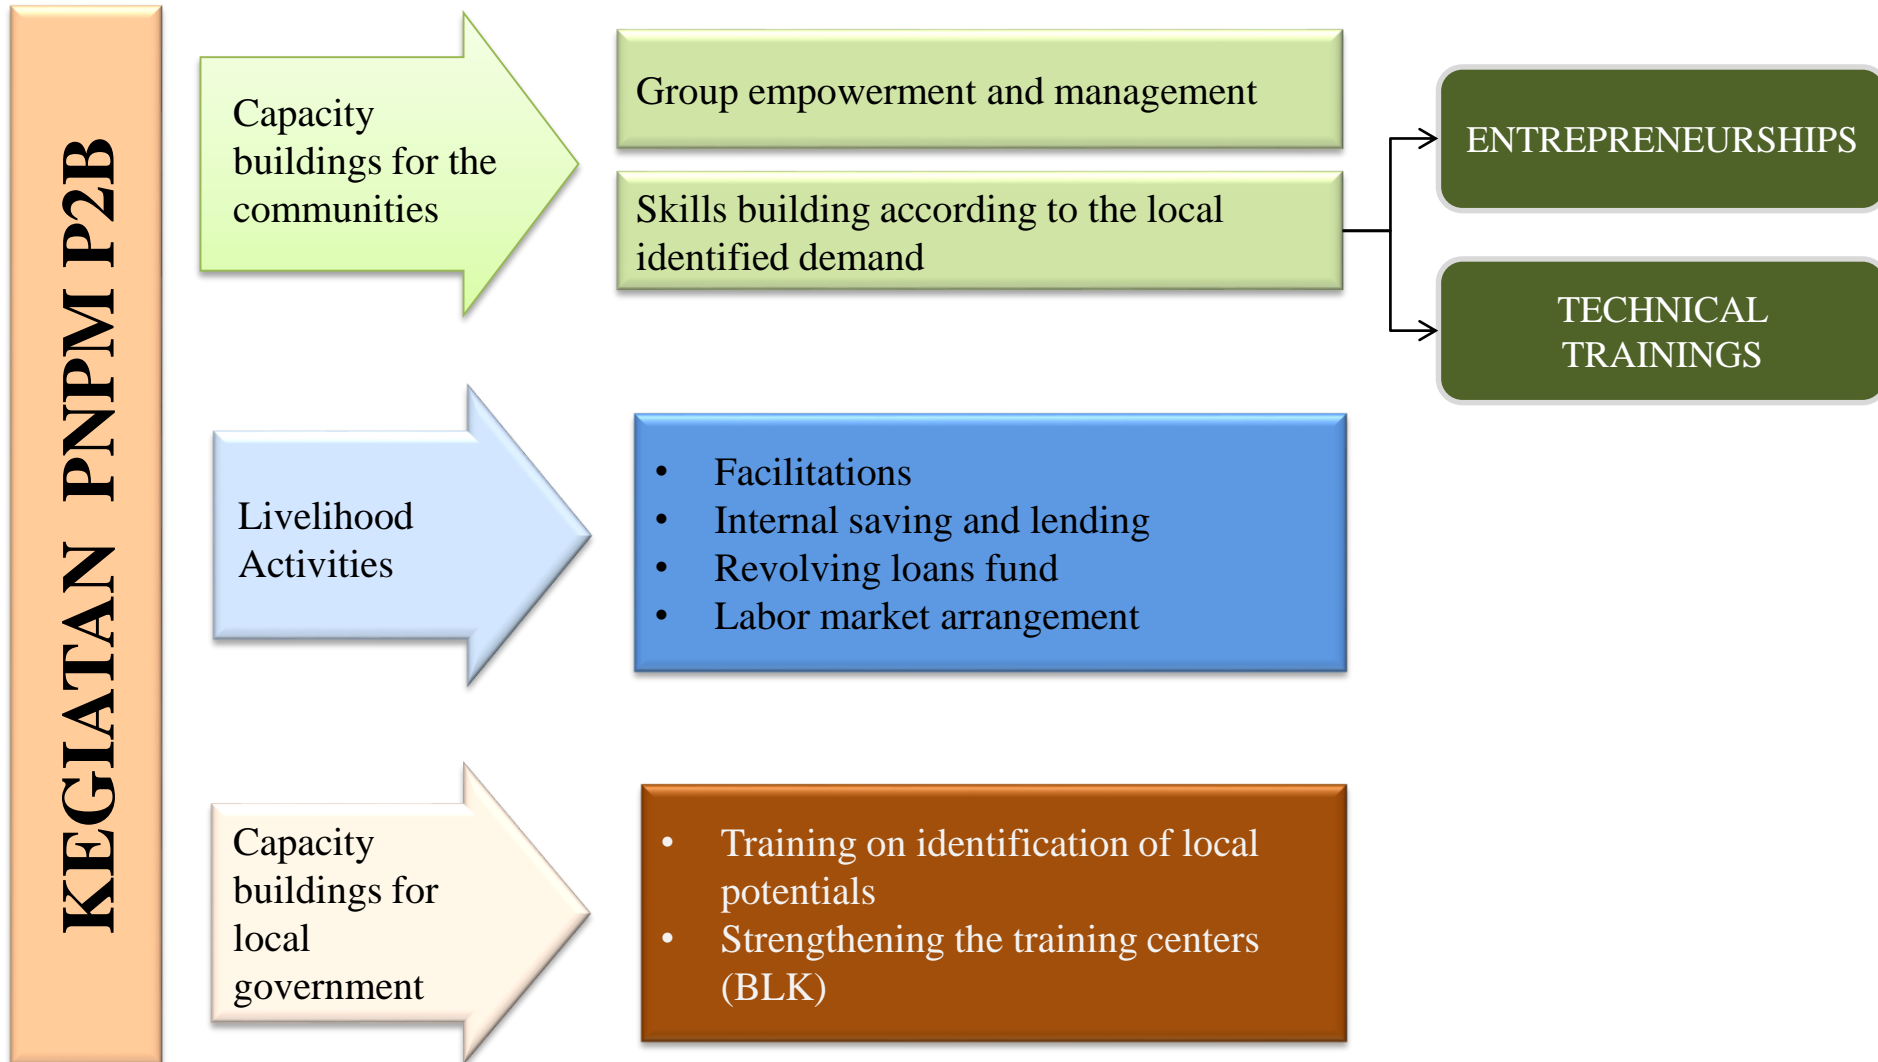 KEGIATAN PNPM P2B
Capacity
buildings for the
communities
Group empowerment and management
Skills building according to the local
identified demand
ENTREPRENEURSHIPS
TECHNICAL
TRAININGS
Livelihood
Activities
• Facilitations
• Internal saving and lending
• Revolving loans fund
• Labor market arrangement
Capacity
buildings for
local
government
• Training on identification of local
potentials
• Strengthening the training centers
(BLK)